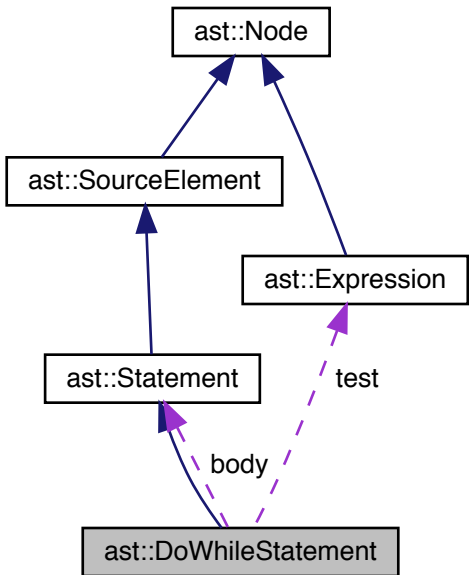 ast::Node
ast::SourceElement
ast::Expression
ast::Statement
test
body
ast::DoWhileStatement